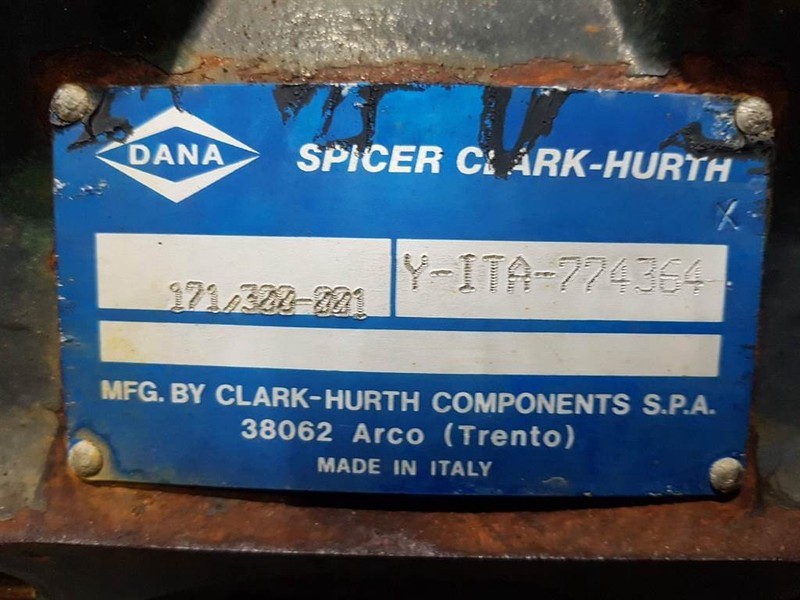 DANA
SPICER CLARK-HURTH
X
171/300-001
Y-ITA-774364
MFG. BY CLARK-HURTH COMPONENTS S.P.A.
38062 Arco (Trento)
MADE IN ITALY